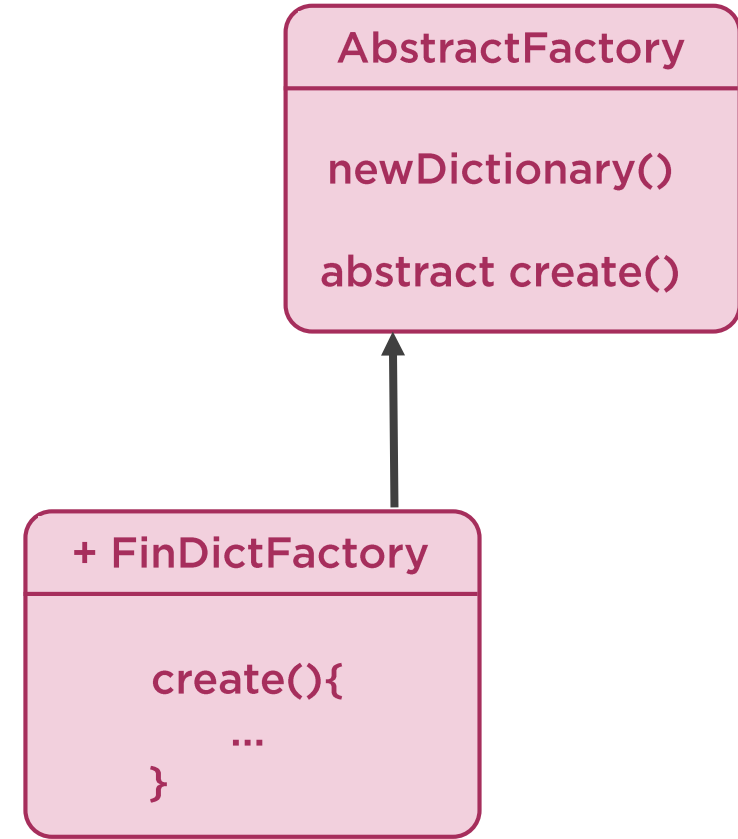 AbstractFactory
newDictionary()
abstract create()
+ FinDictFactory
create(){
...
}